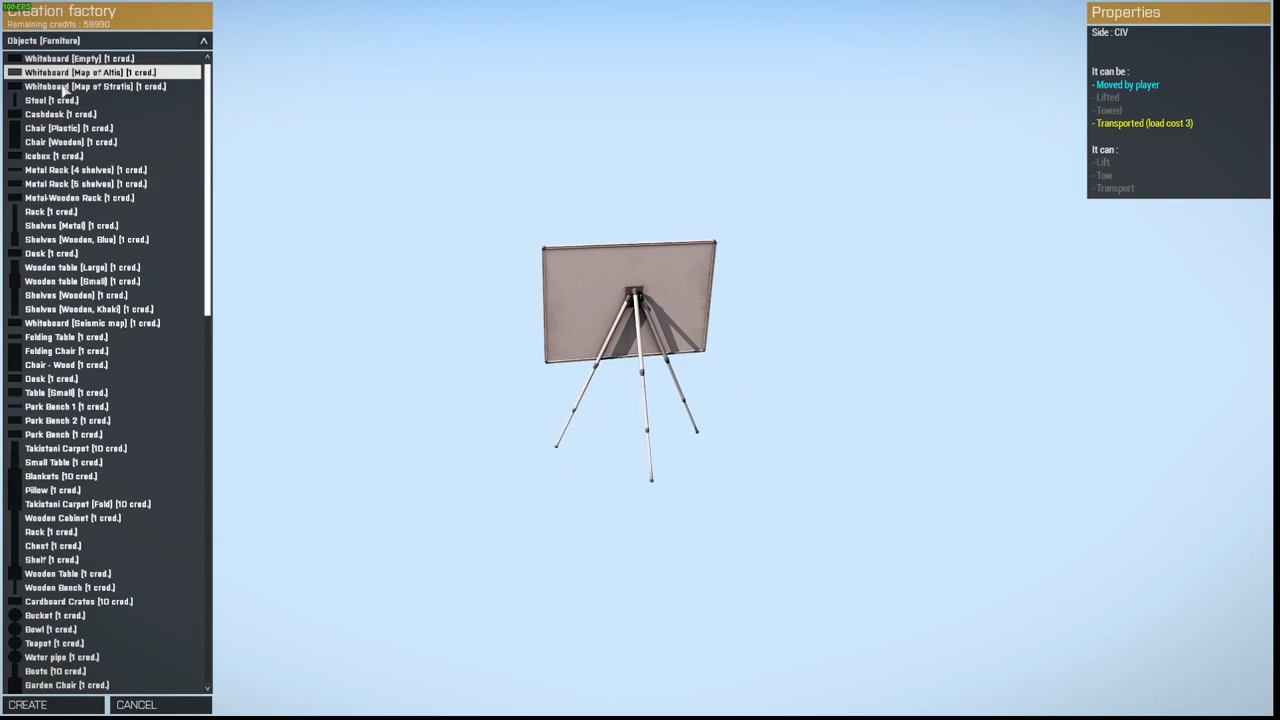 100 FPS
Creation factory
Remaining credits : 59990
Objects (Furniture)
Whiteboard (Empty) (1 cred.)
Whiteboard (Map of Altis) (1 cred.)
Whiteboard (Map of Stratis) (1 cred.)
Stool (1 cred.)
Cashdesk (1 cred.)
Chair (Plastic) (1 cred.)
Chair (Wooden) (1 cred.)
Icebox (1 cred.)
Metal Rack (4 shelves) (1 cred.)
Metal Rack (5 shelves) (1 cred.)
Metal-Wooden Rack (1 cred.)
Rack (1 cred.)
Shelves (Metal) (1 cred.)
Shelves (Wooden, Blue) (1 cred.)
Desk (1 cred.)
Wooden table (Large) (1 cred.)
Wooden table (Small) (1 cred.)
Shelves (Wooden) (1 cred.)
Shelves (Wooden, Khaki) (1 cred.)
Whiteboard (Seismic map) (1 cred.)
Folding Table (1 cred.)
Folding Chair (1 cred.)
Chair - Wood (1 cred.)
Desk (1 cred.)
Table (Small) (1 cred.)
Park Bench 1 (1 cred.)
Park Bench 2 (1 cred.)
Park Bench (1 cred.)
Takistani Carpet (10 cred.)
Small Table (1 cred.)
Blankets (10 cred.)
Pillow (1 cred.)
Takistani Carpet (Fold) (10 cred.)
Wooden Cabinet (1 cred.)
Rack (1 cred.)
Chest (1 cred.)
Shelf (1 cred.)
Wooden Table (1 cred.)
Wooden Bench (1 cred.)
Cardboard Crates (10 cred.)
Bucket (1 cred.)
Bowl (1 cred.)
Teapot (1 cred.)
Water pipe (1 cred.)
Boots (10 cred.)
Garden Chair (1 cred.)
CREATE
CANCEL
Properties
Side : CIV
It can be :
- Moved by player
- Lifted
- Towed
- Transported (load cost 3)
It can :
- Lift
- Tow
- Transport